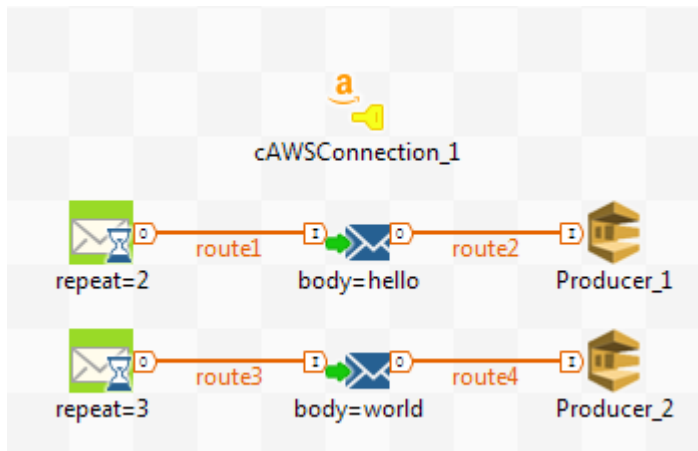 a
cAWSConnection_1
O route1 I O route2 I
repeat=2 body=hello Producer_1
O route3 I O route4 I
repeat=3 body=world Producer_2